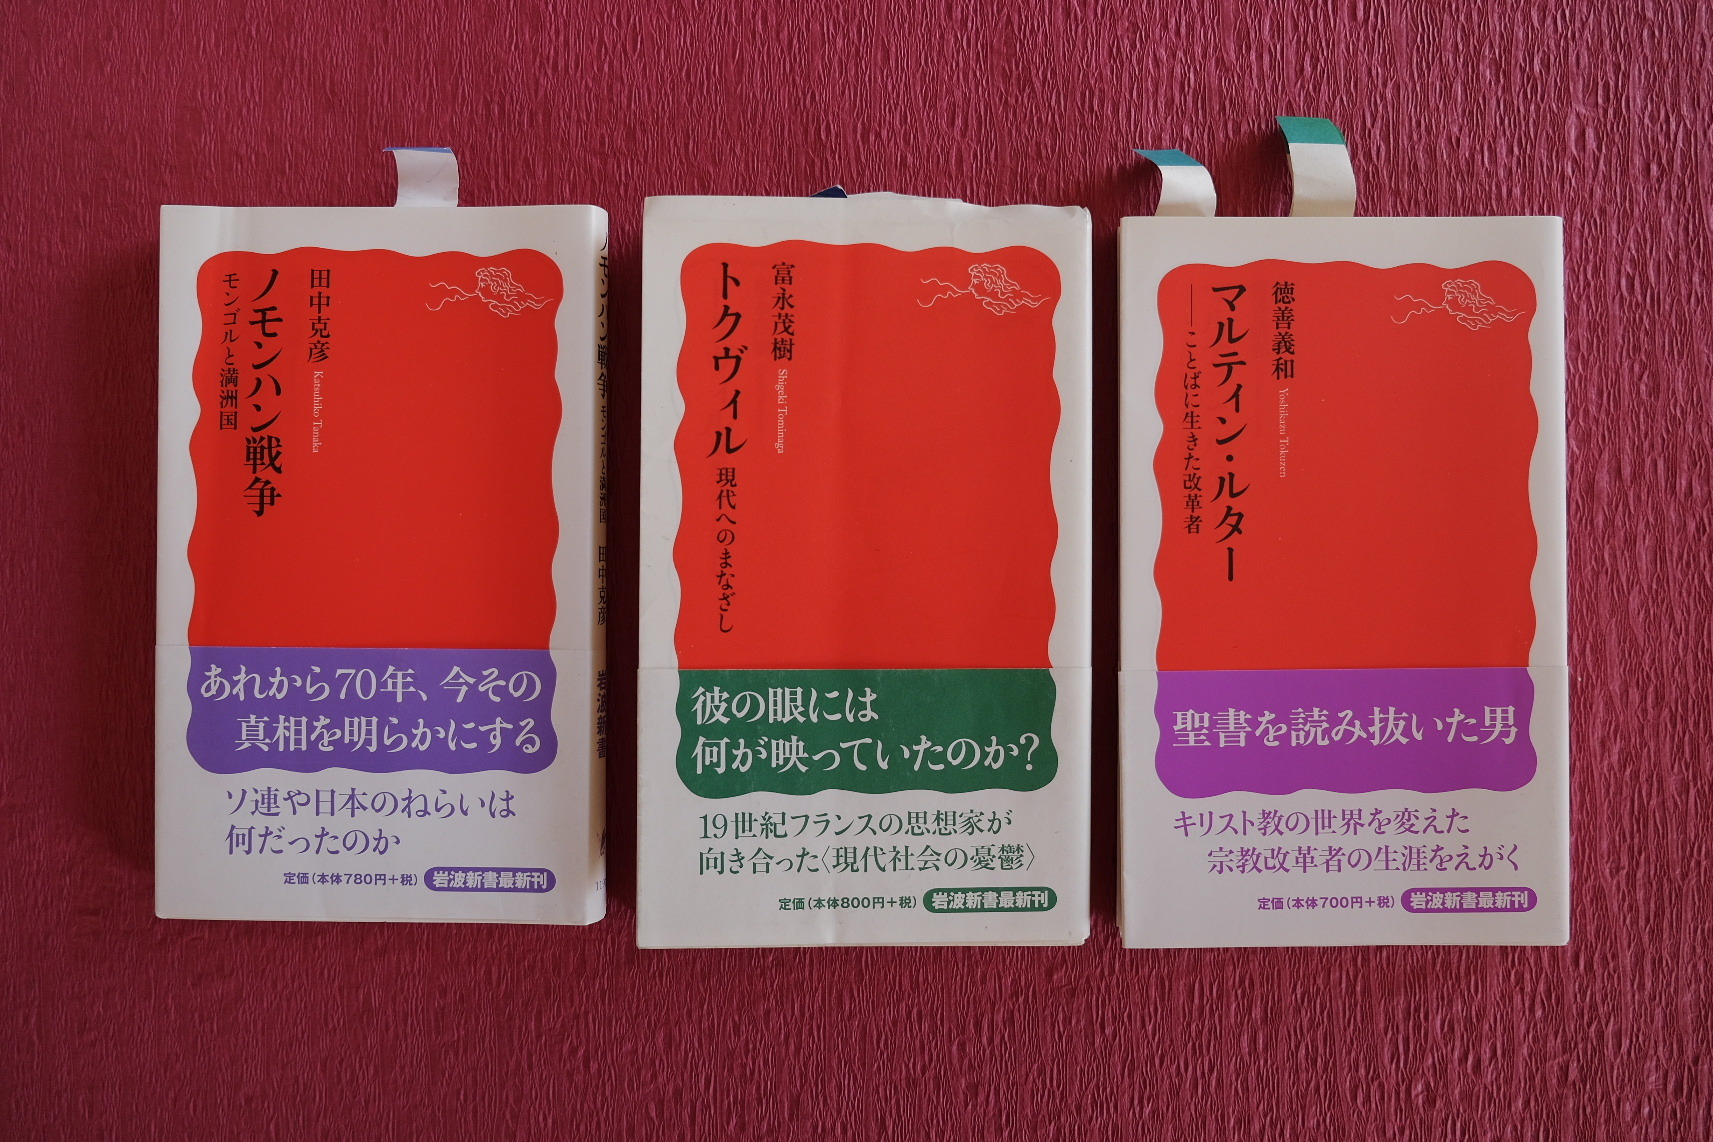 田中克彦 Katsuhiko Tanaka
ノモンハン戦争
モンゴルと満洲国
あれから70年、今その
真相を明らかにする
ソ連や日本のねらいは
何だったのか
定価(本体780円+税) 岩波新書最新刊
ノモンハン戦争 モンゴルと満洲国 田中克彦 岩波新書
富永茂樹 Shigeki Tominaga
トクヴィル 現代へのまなざし
彼の眼には
何が映っていたのか?
19世紀フランスの思想家が
向き合った〈現代社会の憂鬱〉
定価(本体800円+税) 岩波新書最新刊
徳善義和 Yoshikazu Tokuzen
マルティン・ルター
――ことばに生きた改革者
聖書を読み抜いた男
キリスト教の世界を変えた
宗教改革者の生涯をえがく
定価(本体700円+税) 岩波新書最新刊